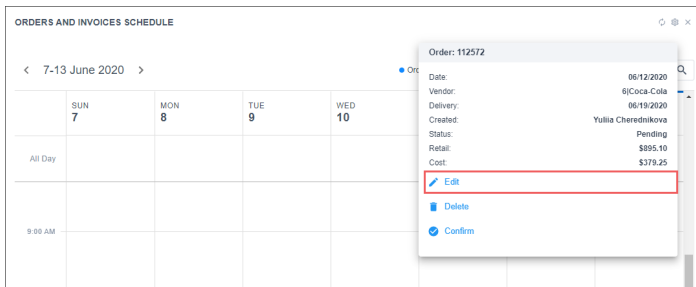 ORDERS AND INVOICES SCHEDULE
Order: 112572
7-13 June 2020
Date: 06/12/2020
Vendor: 6|Coca-Cola
Delivery: 06/19/2020
Created: Yuliia Cherednikova
Status: Pending
Retail: $895.10
Cost: $379.25
SUN MON TUE WED
7 8 9 10
All Day
Edit
Delete
9:00 AM
Confirm